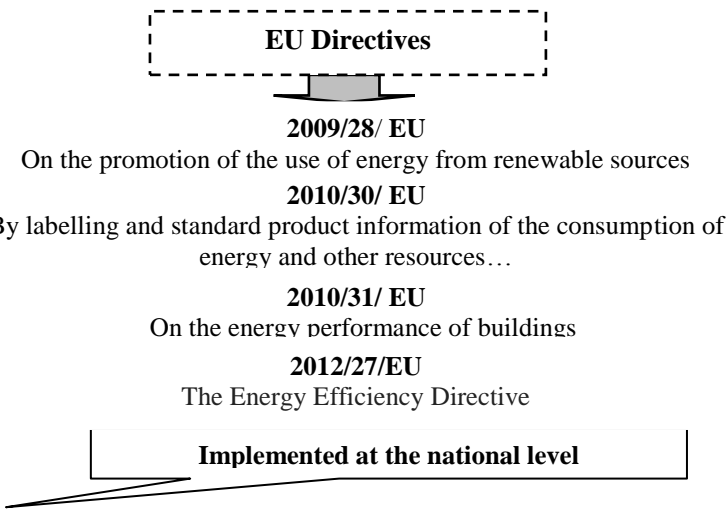 EU Directives
2009/28/ EU
On the promotion of the use of energy from renewable sources
2010/30/ EU
By labelling and standard product information of the consumption of
energy and other resources…
2010/31/ EU
On the energy performance of buildings
2012/27/EU
The Energy Efficiency Directive
Implemented at the national level